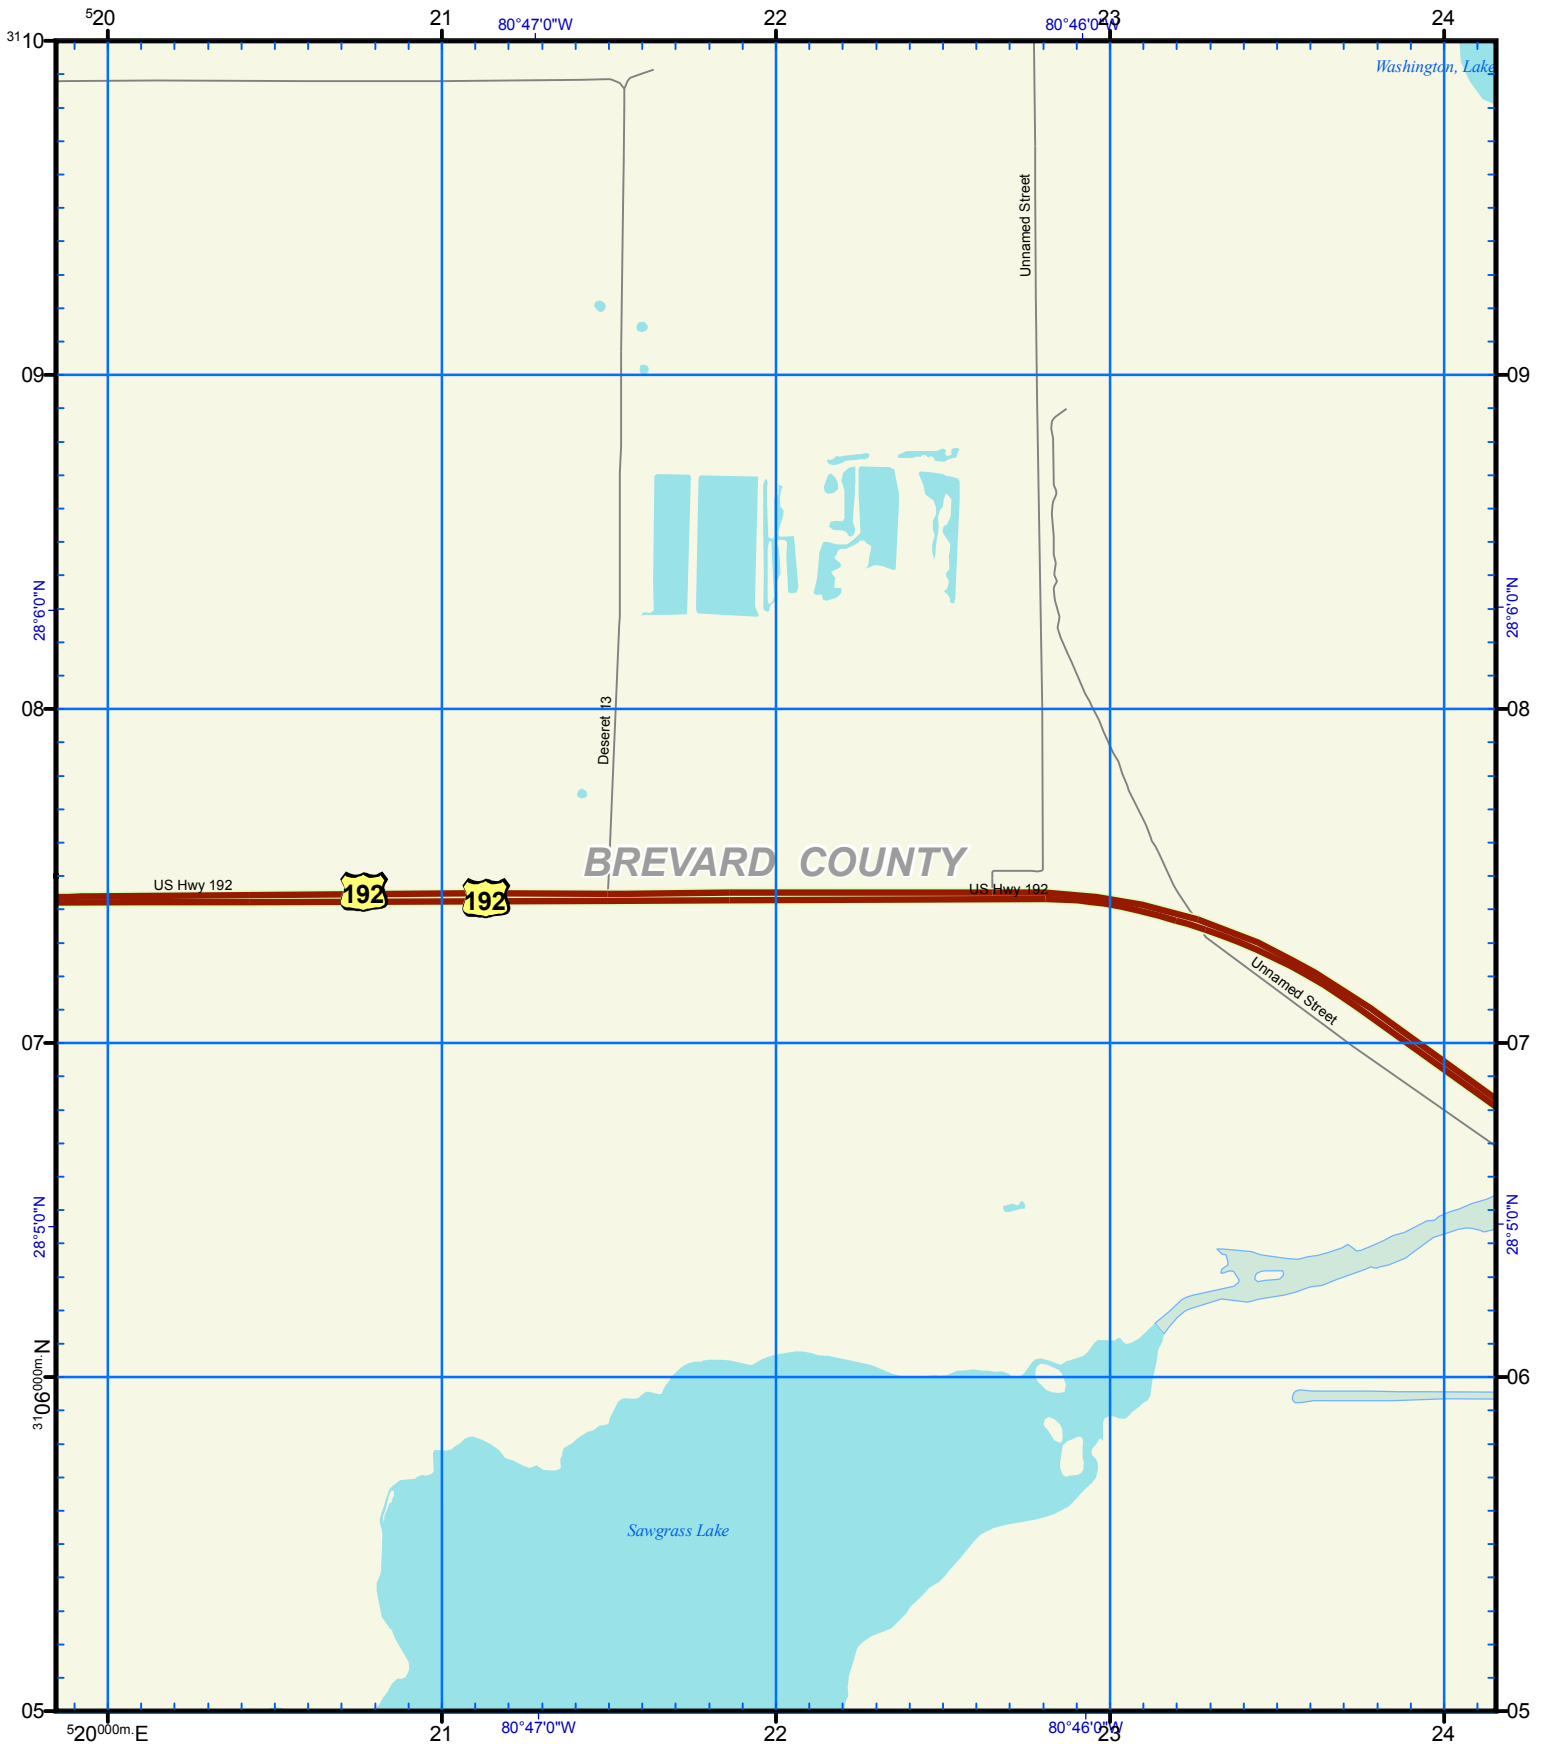 ⁵20 21 80°47'0"W 22 80°46'0"W 23 24
³¹10
Washington, Lake
Unnamed Street
09 09
28°6'0"N 28°6'0"N
Deseret 13
08 08
BREVARD COUNTY
US Hwy 192 192 192 US Hwy 192
Unnamed Street
07 07
28°5'0"N 28°5'0"N
³¹06⁰⁰⁰ᵐ·N 06
Sawgrass Lake
05 05
⁵20⁰⁰⁰ᵐ·E 21 80°47'0"W 22 80°46'0"W 23 24